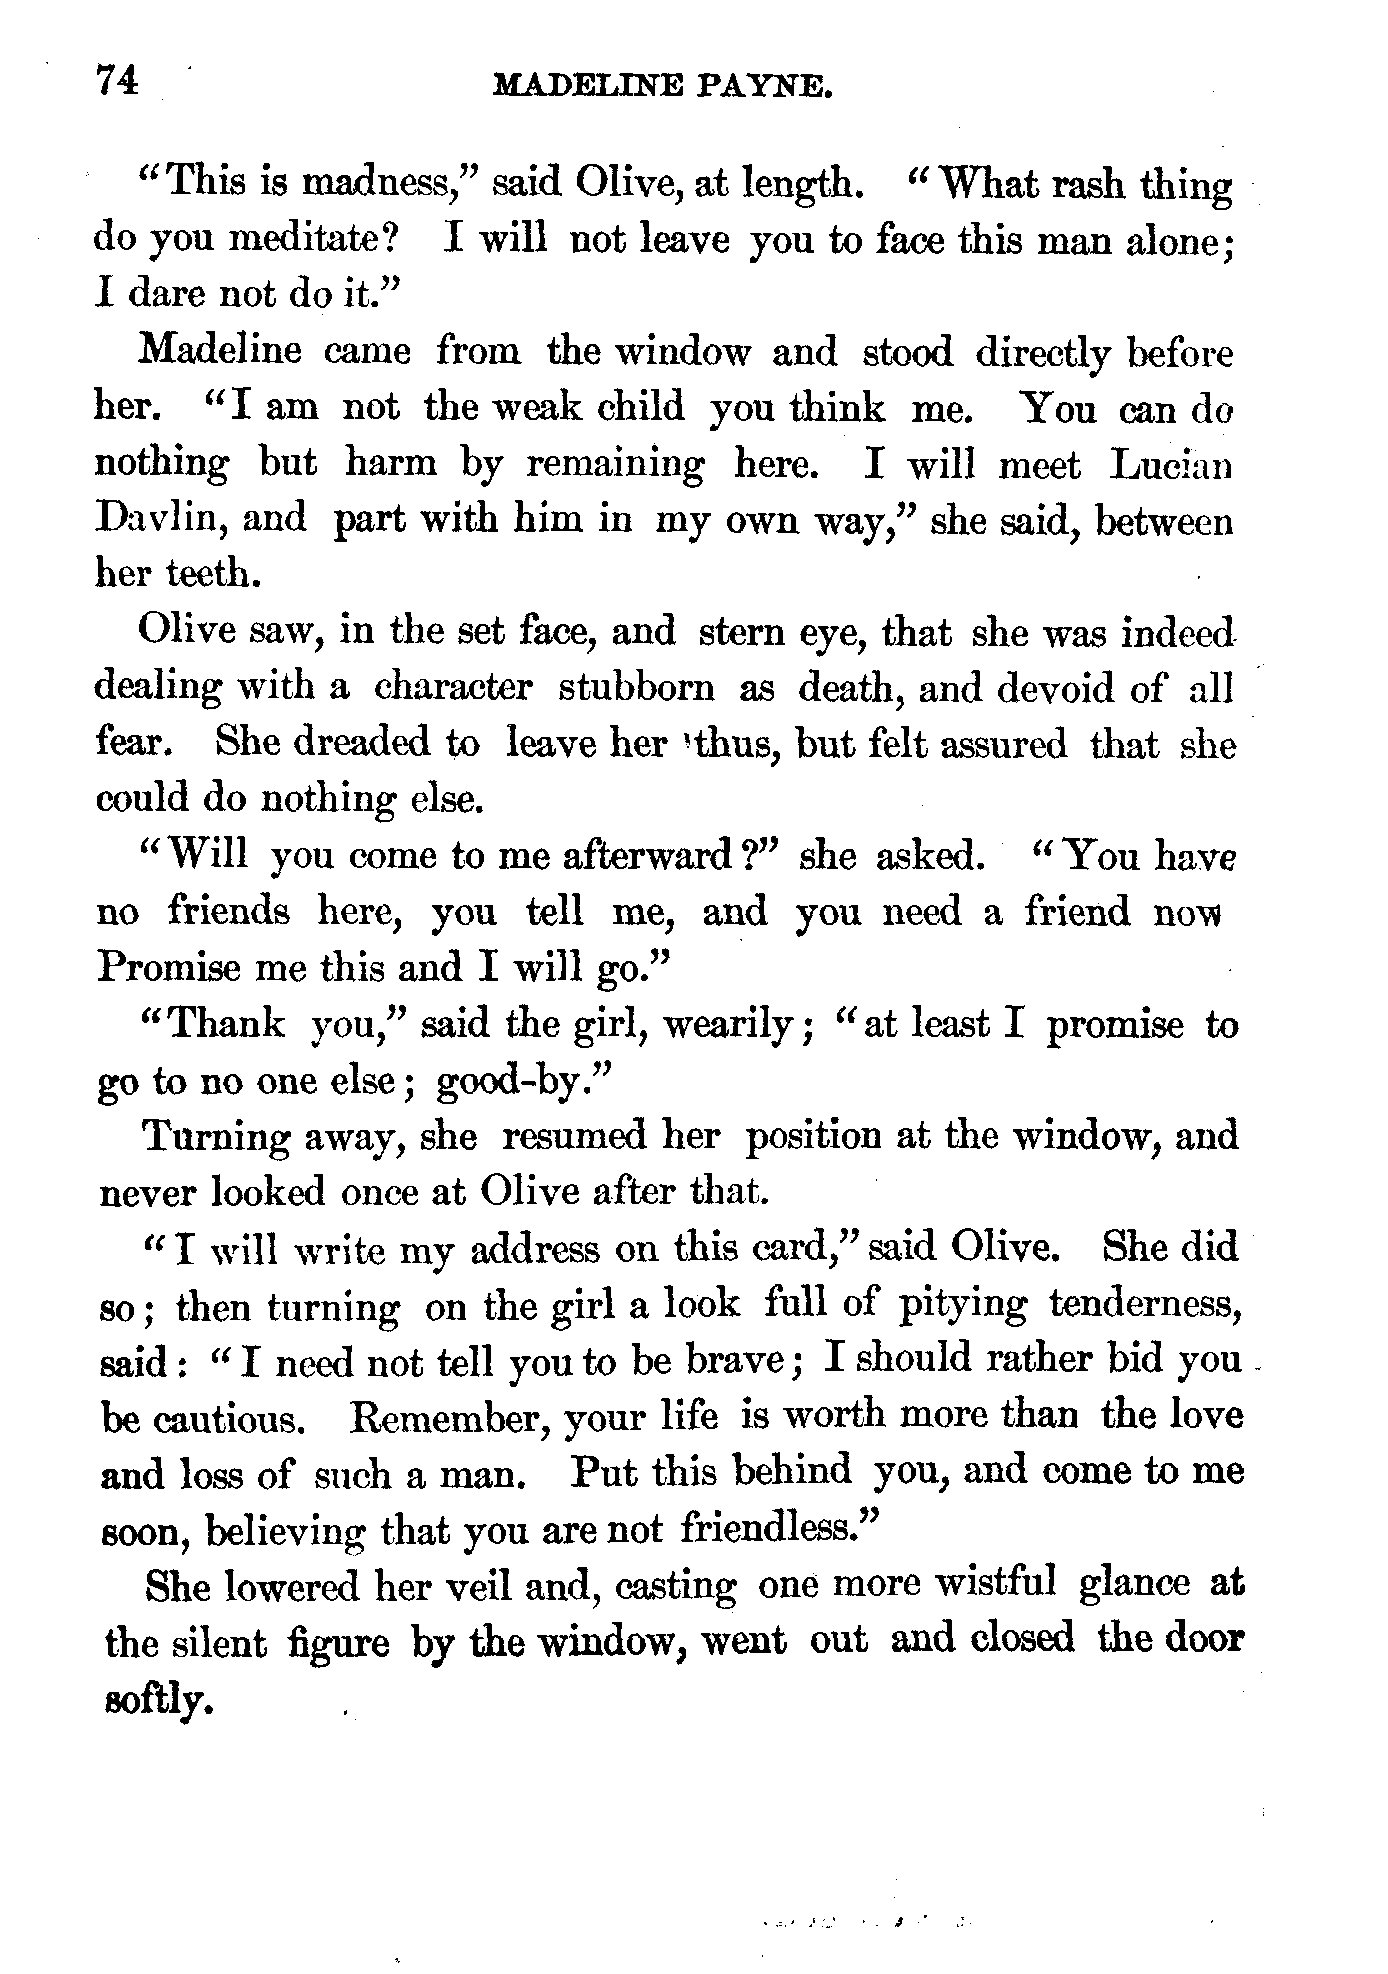 74 MADELINE PAYNE.
“This is madness,” said Olive, at length. “What rash thing
do you meditate? I will not leave you to face this man alone;
I dare not do it.”
Madeline came from the window and stood directly before
her. “I am not the weak child you think me. You can do
nothing but harm by remaining here. I will meet Lucian
Davlin, and part with him in my own way,” she said, between
her teeth.
Olive saw, in the set face, and stern eye, that she was indeed
dealing with a character stubborn as death, and devoid of all
fear. She dreaded to leave her thus, but felt assured that she
could do nothing else.
“Will you come to me afterward?” she asked. “You have
no friends here, you tell me, and you need a friend now
Promise me this and I will go.”
“Thank you,” said the girl, wearily; “at least I promise to
go to no one else; good-by.”
Turning away, she resumed her position at the window, and
never looked once at Olive after that.
“I will write my address on this card,” said Olive. She did
so; then turning on the girl a look full of pitying tenderness,
said: “I need not tell you to be brave; I should rather bid you
be cautious. Remember, your life is worth more than the love
and loss of such a man. Put this behind you, and come to me
soon, believing that you are not friendless.”
She lowered her veil and, casting one more wistful glance at
the silent figure by the window, went out and closed the door
softly.